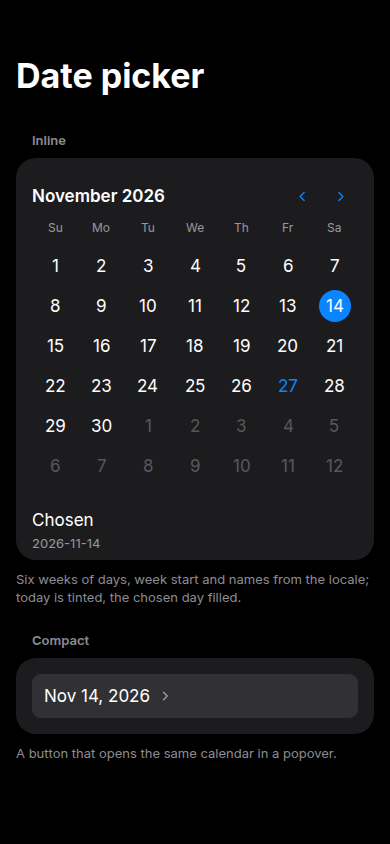 Date picker
Inline
November 2026
Su Mo Tu We Th Fr Sa
1 2 3 4 5 6 7
8 9 10 11 12 13 14
15 16 17 18 19 20 21
22 23 24 25 26 27 28
29 30 1 2 3 4 5
6 7 8 9 10 11 12
Chosen
2026-11-14
Six weeks of days, week start and names from the locale;
today is tinted, the chosen day filled.
Compact
Nov 14, 2026
A button that opens the same calendar in a popover.